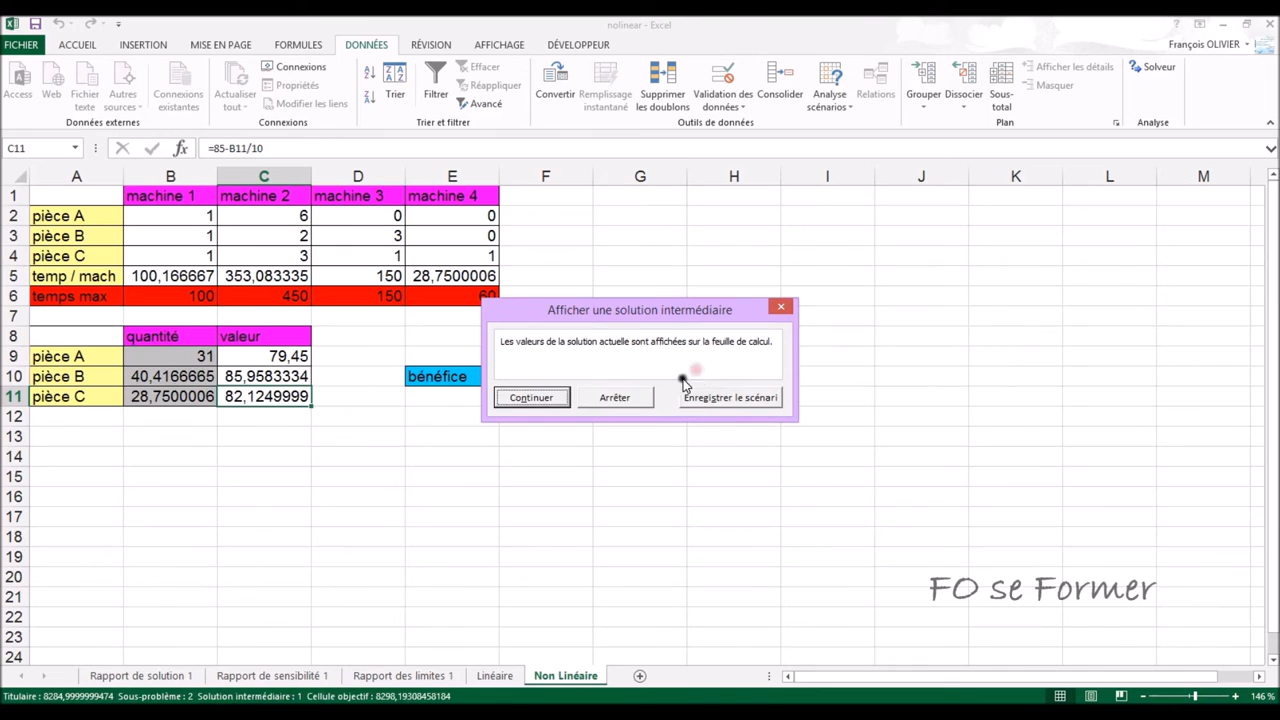 nolinear - Excel
FICHIER ACCUEIL INSERTION MISE EN PAGE FORMULES DONNÉES RÉVISION AFFICHAGE DÉVELOPPEUR François OLIVIER
Access Web Fichier texte Autres sources Connexions existantes
Données externes
Actualiser tout Connexions Propriétés Modifier les liens
Connexions
Trier Filtrer Effacer Réappliquer Avancé
Trier et filtrer
Convertir Remplissage instantané Supprimer les doublons Validation des données Consolider Analyse scénarios Relations
Outils de données
Grouper Dissocier Sous-total Afficher les détails Masquer
Plan
Solveur
Analyse
C11 fx =85-B11/10
A B C D E F G H I J K L M
1 machine 1 machine 2 machine 3 machine 4
2 pièce A 1 6 0 0
3 pièce B 1 2 3 0
4 pièce C 1 3 1 1
5 temp / mach 100,166667 353,083335 150 28,7500006
6 temps max 100 450 150 60
7
8 quantité valeur
9 pièce A 31 79,45
10 pièce B 40,4166665 85,9583334 bénéfice
11 pièce C 28,7500006 82,1249999
12
13
14
15
16
17
18
19
20
21
22
23
24
Afficher une solution intermédiaire
Les valeurs de la solution actuelle sont affichées sur la feuille de calcul.
Continuer Arrêter Enregistrer le scénari
FO se Former
Rapport de solution 1 Rapport de sensibilité 1 Rapport des limites 1 Linéaire Non Linéaire
Titulaire : 8284,9999999474 Sous-problème : 2 Solution intermédiaire : 1 Cellule objectif : 8298,19308458184 146 %